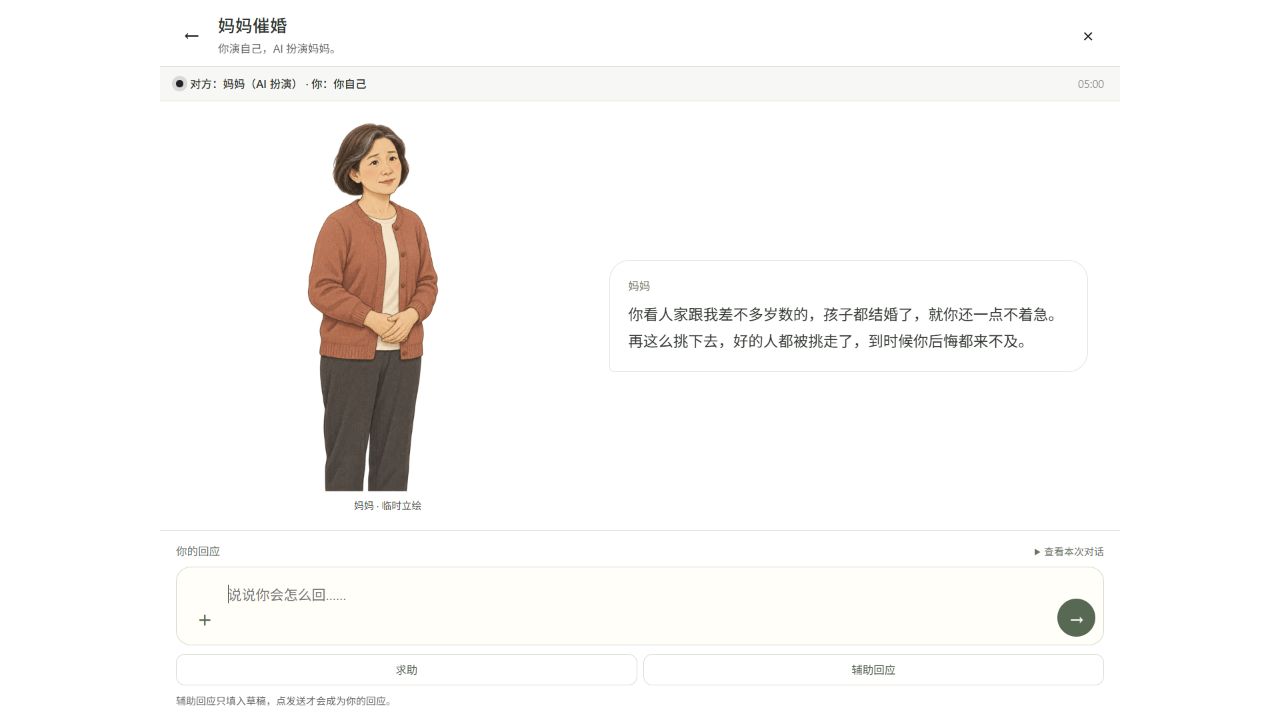 ←
妈妈催婚
你演自己，AI 扮演妈妈。
×
对方：妈妈（AI 扮演） · 你：你自己
05:00
妈妈
你看人家跟我差不多岁数的，孩子都结婚了，就你还一点不着急。
再这么挑下去，好的人都被挑走了，到时候你后悔都来不及。
妈妈 · 临时立绘
你的回应
▶ 查看本次对话
说说你会怎么回……
+
→
求助
辅助回应
辅助回应只填入草稿，点发送才会成为你的回应。